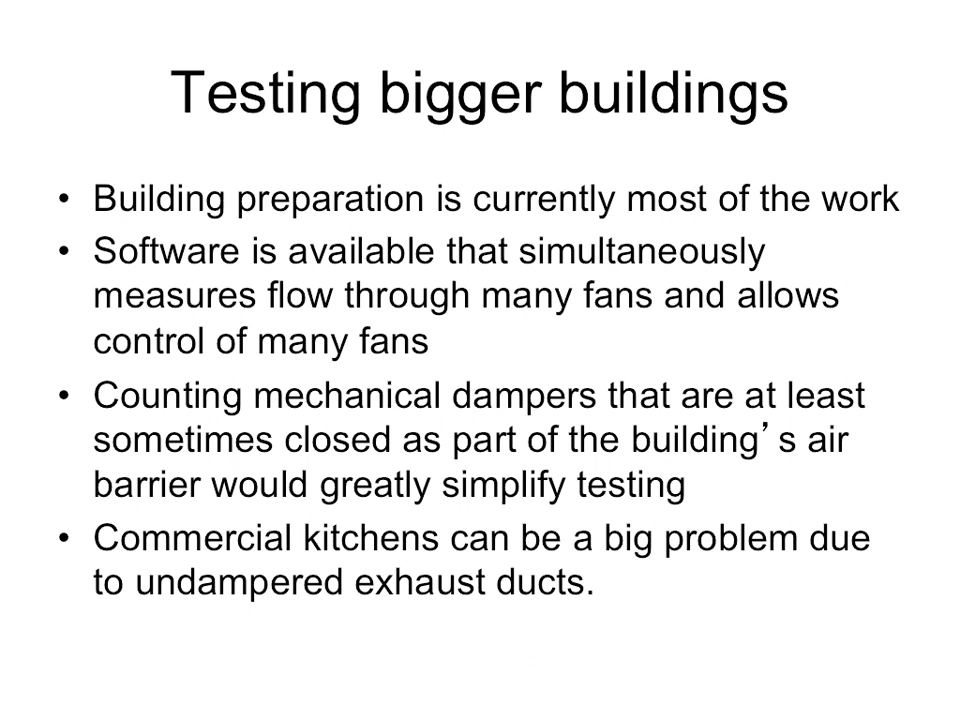 Testing bigger buildings
• Building preparation is currently most of the work
• Software is available that simultaneously
measures flow through many fans and allows
control of many fans
• Counting mechanical dampers that are at least
sometimes closed as part of the building’s air
barrier would greatly simplify testing
• Commercial kitchens can be a big problem due
to undampered exhaust ducts.